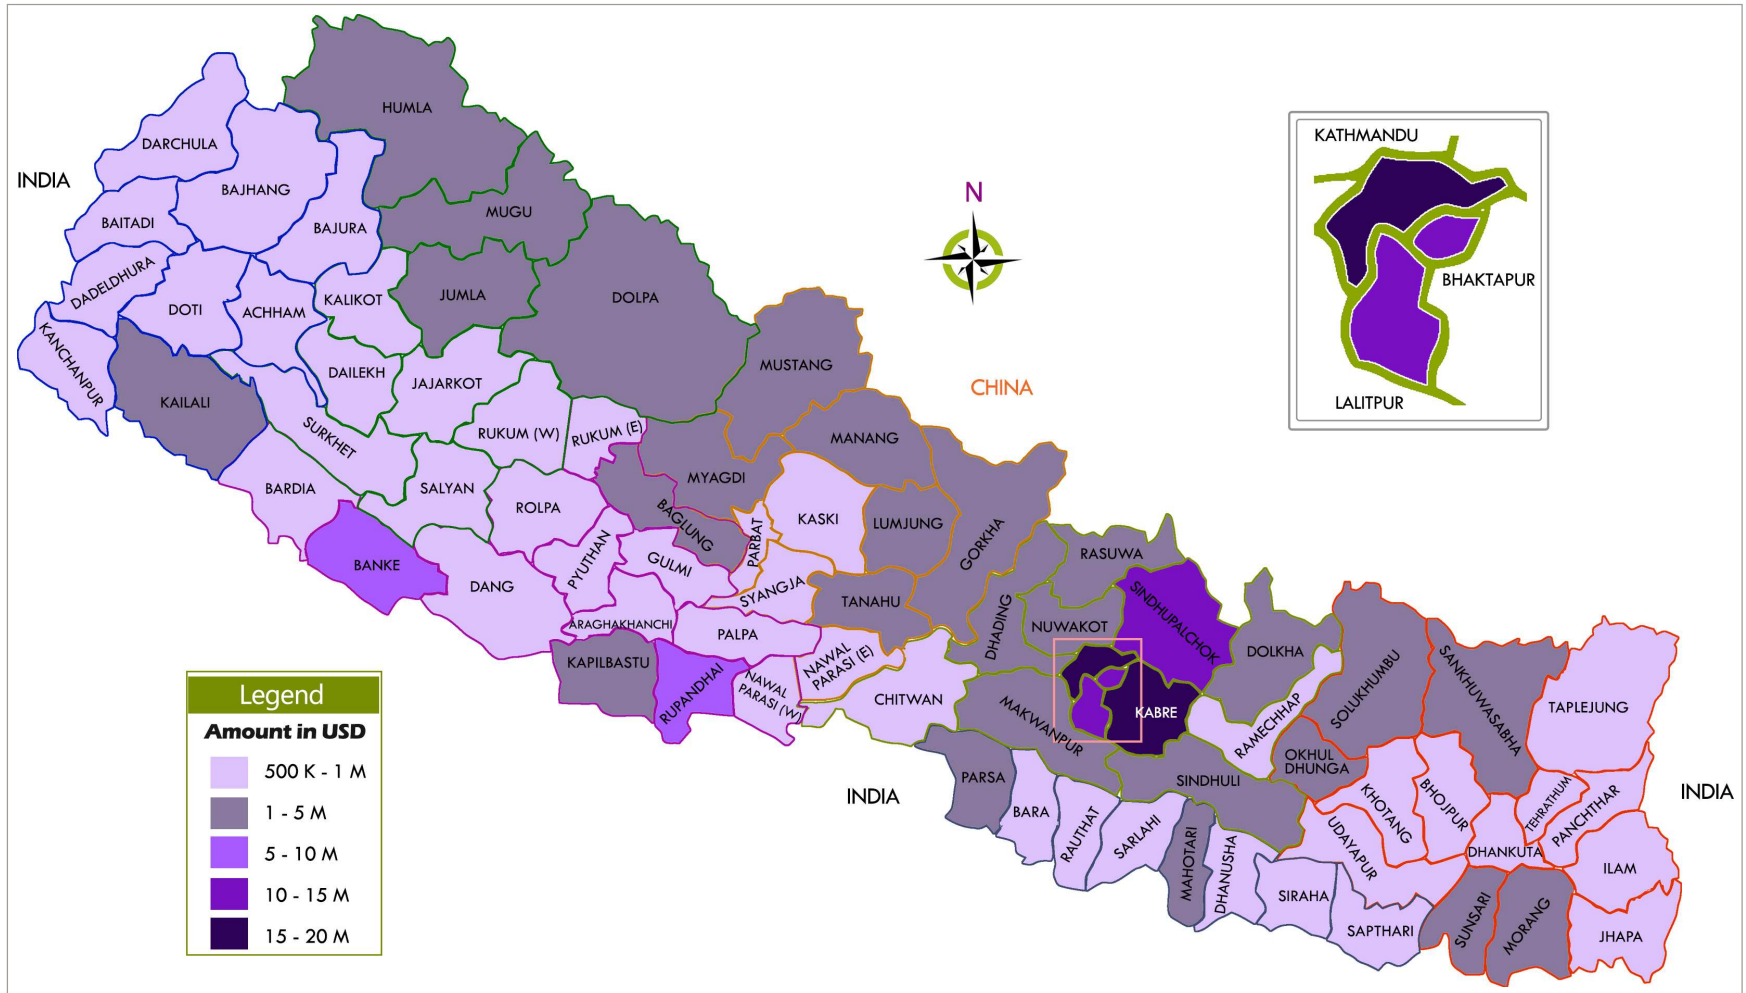 HUMLA
DARCHULA
BAJHANG
INDIA
BAITADI
BAJURA
MUGU
DADELDHURA
DOTI
ACHHAM
KALIKOT
JUMLA
DOLPA
KANCHANPUR
KAILALI
DAILEKH
JAJARKOT
SURKHET
RUKUM (W)
RUKUM (E)
MUSTANG
MANANG
MYAGDI
BARDIA
SALYAN
ROLPA
BAGLUNG
PARBAT
KASKI
LUMJUNG
GORKHA
BANKE
DANG
PYUTHAN
GULMI
SYANGJA
TANAHU
ARAGHAKHANCHI
PALPA
KAPILBASTU
RUPANDHAI
NAWAL
PARASI (W)
NAWAL
PARASI (E)
CHITWAN
N
CHINA
KATHMANDU
BHAKTAPUR
LALITPUR
RASUWA
DHADING
NUWAKOT
SINDHUPALCHOK
DOLKHA
KABRE
MAKWANPUR
RAMECHHAP
SOLUKHUMBU
SANKHUWASABHA
TAPLEJUNG
OKHUL
DHUNGA
SINDHULI
PARSA
BARA
RAUTHAT
SARLAHI
MAHOTARI
DHANUSHA
SIRAHA
SAPTHARI
UDAYAPUR
KHOTANG
BHOJPUR
TEHRATHUM
PANCHTHAR
DHANKUTA
ILAM
SUNSARI
MORANG
JHAPA
INDIA
INDIA
Legend
Amount in USD
500 K - 1 M
1 - 5 M
5 - 10 M
10 - 15 M
15 - 20 M